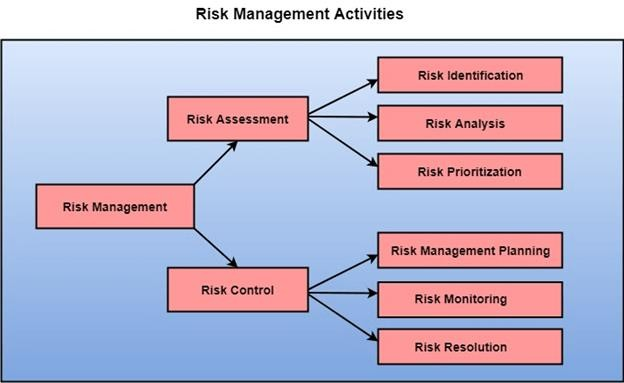 Risk Management Activities
Risk Identification
Risk Assessment
Risk Analysis
Risk Prioritization
Risk Management
Risk Management Planning
Risk Control
Risk Monitoring
Risk Resolution